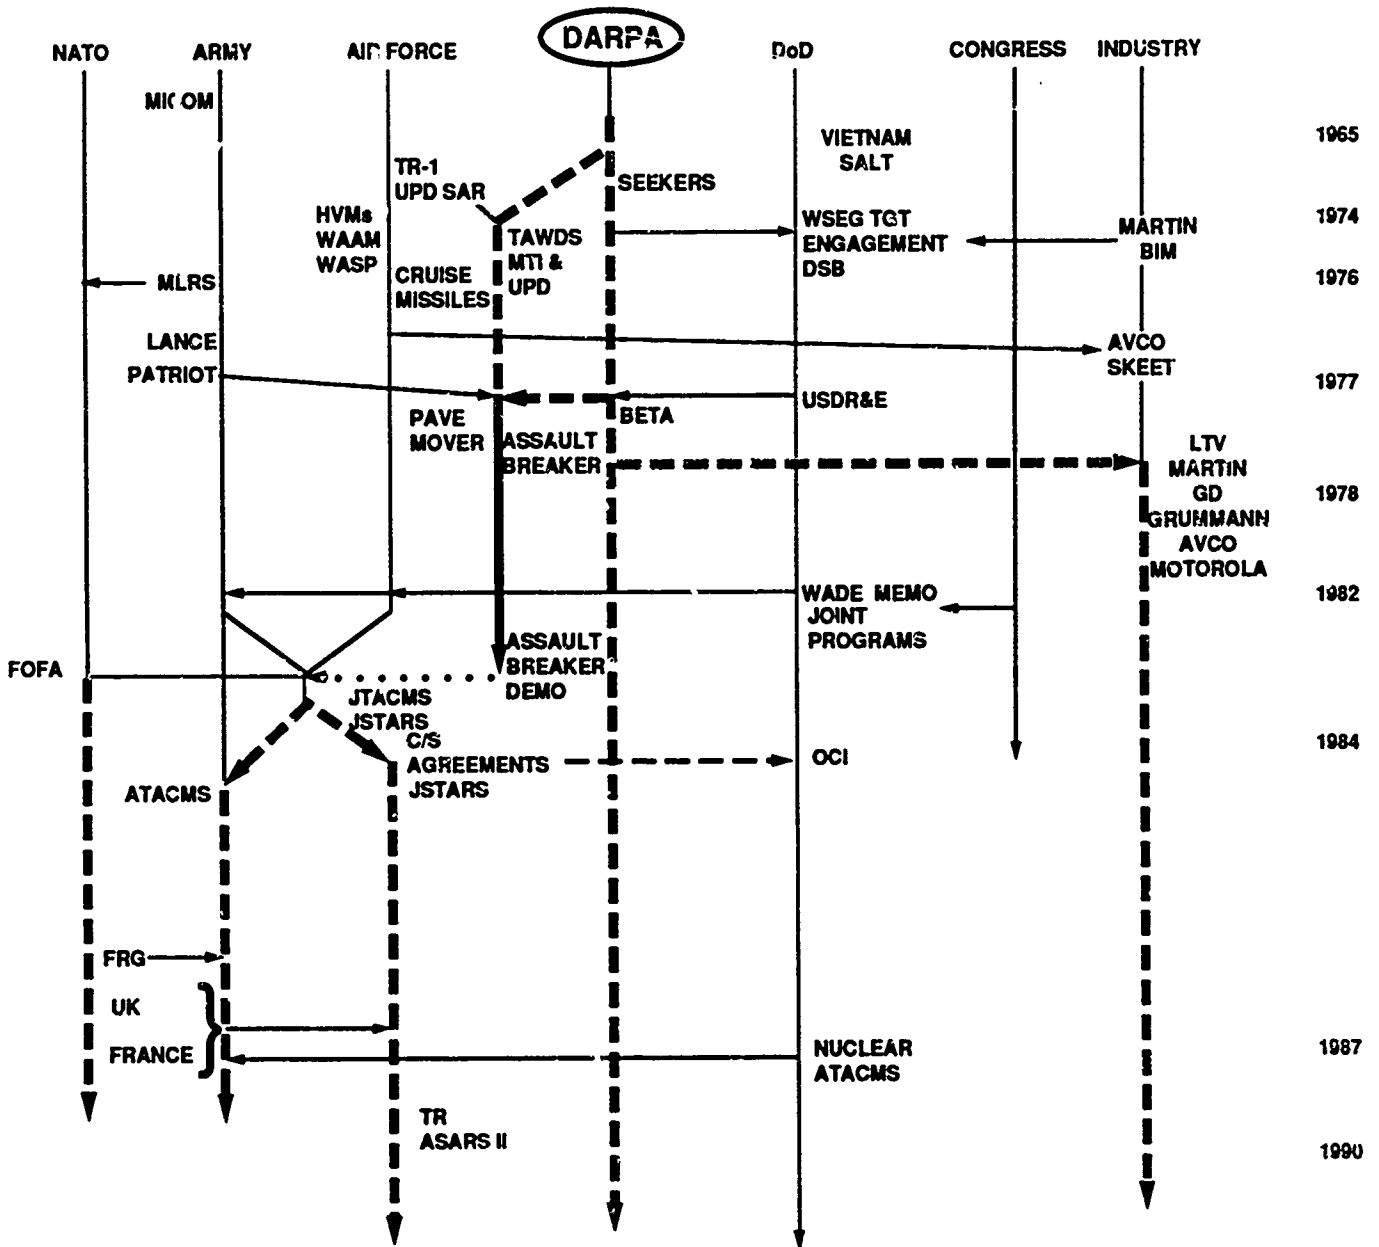 NATO
ARMY
AIR FORCE
DARPA
DoD
CONGRESS
INDUSTRY
MICOM
1965
VIETNAM
SALT
TR-1
UPD SAR
SEEKERS
HVMs
WAAM
WASP
1974
WSEG TGT
ENGAGEMENT
DSB
MARTIN
BIM
TAWDS
MTI &
UPD
CRUISE
MISSILES
MLRS
1976
LANCE
AVCO
SKEET
PATRIOT
1977
USDR&E
BETA
PAVE
MOVER
ASSAULT
BREAKER
LTV
MARTIN
GD
GRUMMANN
AVCO
MOTOROLA
1978
WADE MEMO
JOINT
PROGRAMS
1982
ASSAULT
BREAKER
DEMO
FOFA
JTACMS
JSTARS
C/S
AGREEMENTS
JSTARS
OCI
1984
ATACMS
FRG
UK
FRANCE
NUCLEAR
ATACMS
1987
TR
ASARS II
1990